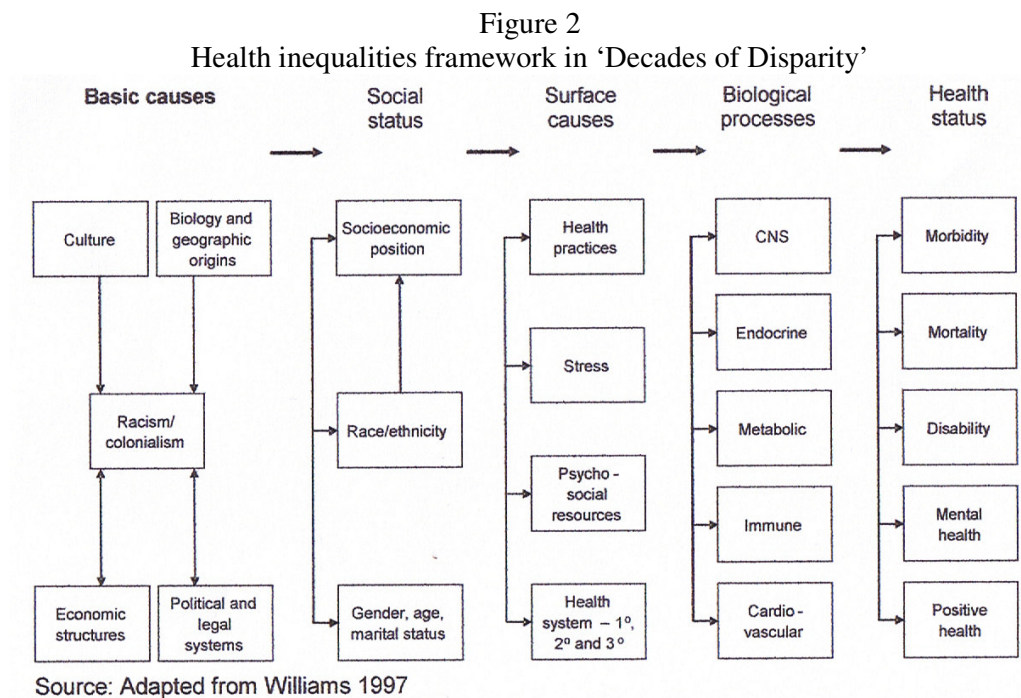 Figure 2
Health inequalities framework in ‘Decades of Disparity’
Basic causes
Social
status
Surface
causes
Biological
processes
Health
status
Culture
Biology and
geographic
origins
Racism/
colonialism
Economic
structures
Political and
legal
systems
Socioeconomic
position
Race/ethnicity
Gender, age,
marital status
Health
practices
Stress
Psycho -
social
resources
Health
system – 1º,
2º and 3º
CNS
Endocrine
Metabolic
Immune
Cardio -
vascular
Morbidity
Mortality
Disability
Mental
health
Positive
health
Source: Adapted from Williams 1997